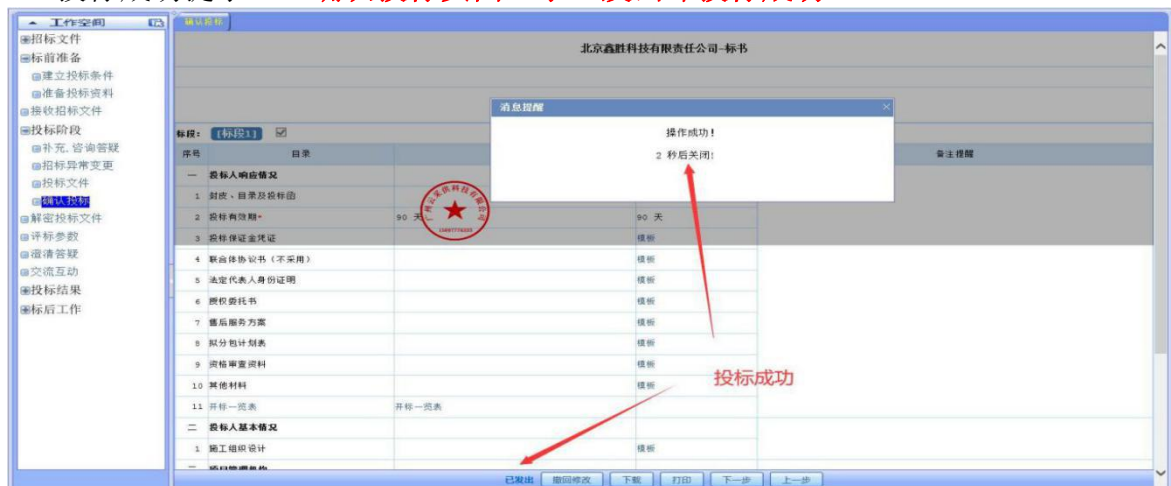 工作空间
招标文件
标前准备
建立投标条件
准备投标资料
接收招标文件
投标阶段
补充,咨询答疑
招标异常变更
投标文件
确认投标
解密投标文件
评标参数
澄清答疑
交流互动
投标结果
标后工作
确认投标
北京鑫胜科技有限责任公司-标书
消息提醒
操作成功!
2 秒后关闭!
标段: [标段1]
序号 目录 备注提醒
一 投标人响应情况
1 封皮、目录及投标函
2 投标有效期* 90 天 90 天
3 投标保证金凭证 模板
4 联合体协议书(不采用) 模板
5 法定代表人身份证明 模板
6 授权委托书 模板
7 售后服务方案 模板
8 拟分包计划表 模板
9 资格审查资料 模板
10 其他材料 模板
11 开标一览表 开标一览表
二 投标人基本情况
1 施工组织设计 模板
投标成功
已发出 撤回修改 下载 打印 下一步 上一步